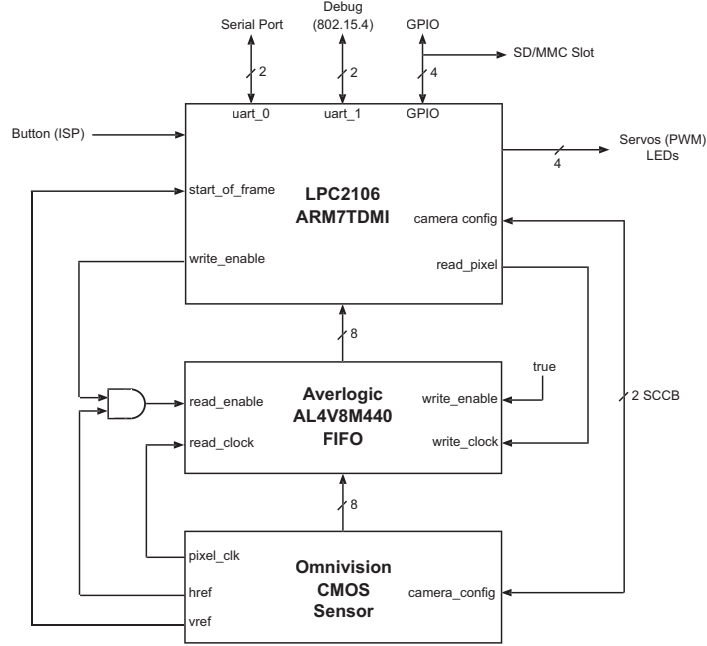 Debug
Serial Port (802.15.4) GPIO
SD/MMC Slot
2 2 4
uart_0 uart_1 GPIO
Button (ISP)
Servos (PWM)
LEDs
4
start_of_frame
LPC2106
ARM7TDMI
camera config
write_enable
read_pixel
8
true
Averlogic
AL4V8M440
FIFO
read_enable
write_enable
2 SCCB
read_clock
write_clock
8
pixel_clk
Omnivision
CMOS
Sensor
href
camera_config
vref